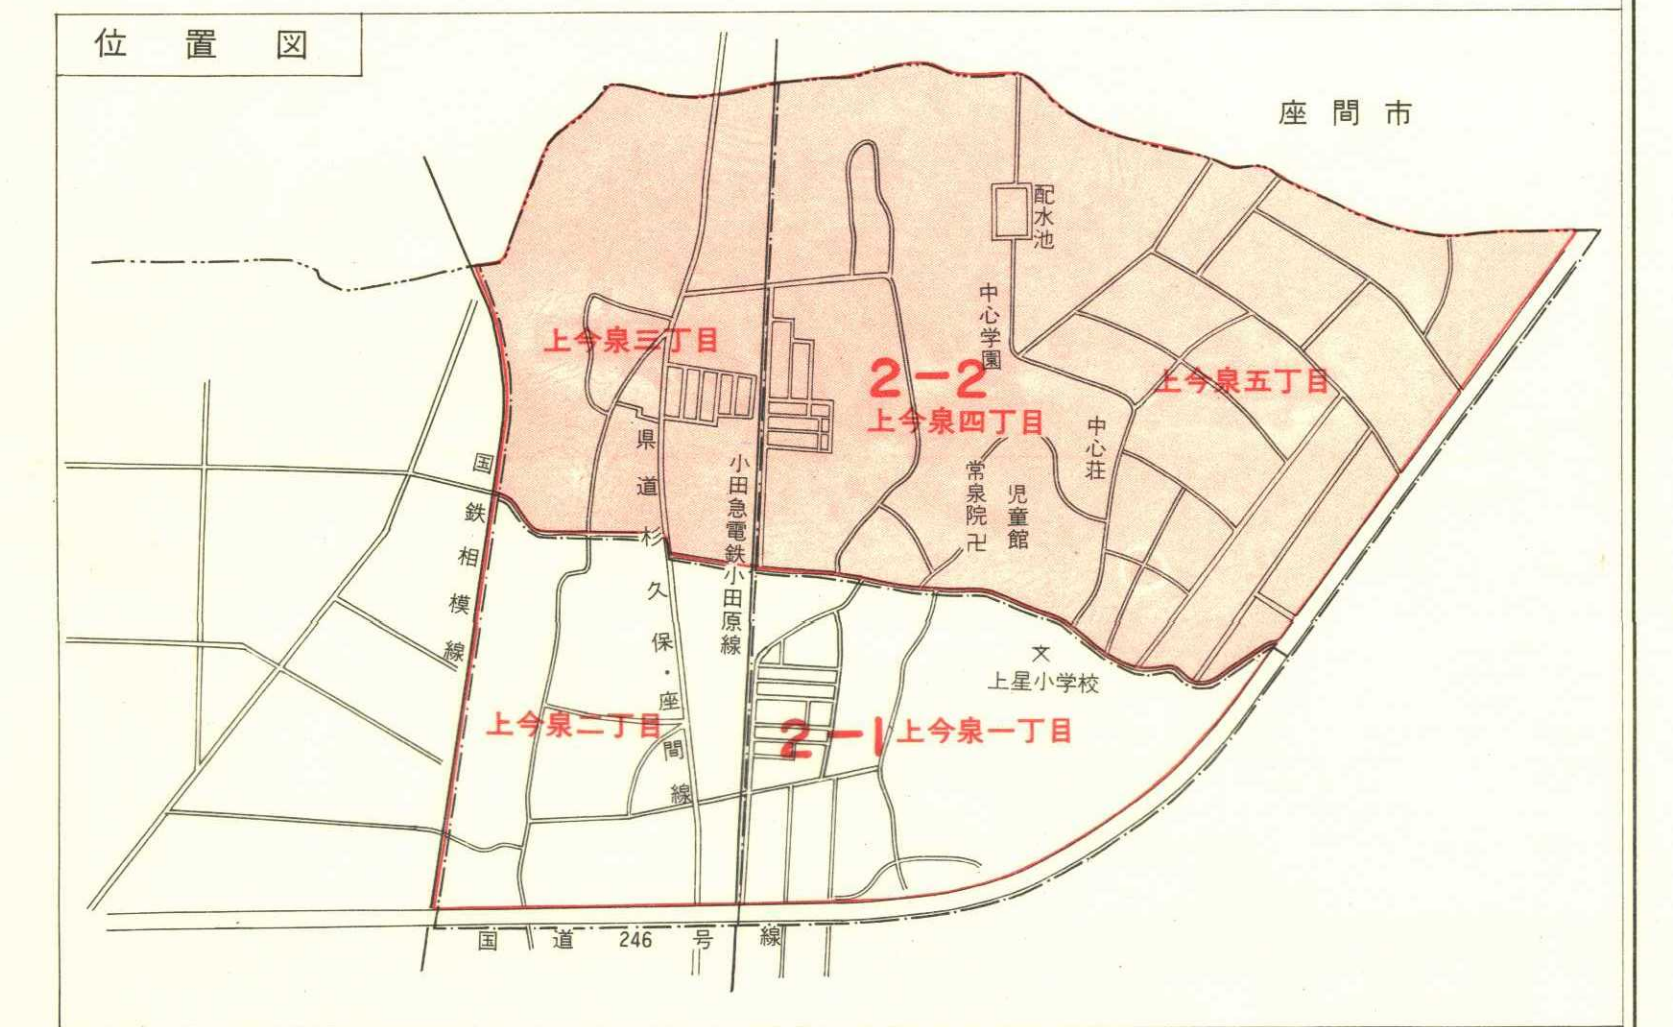 位置図
座間市
配水池
中心学園
上今泉三丁目
2-2
上今泉四丁目
上今泉五丁目
中心荘
県道杉久保・座間線
小田急電鉄小田原線
国鉄相模線
常泉院卍
児童館
文
上星小学校
上今泉二丁目
2-1
上今泉一丁目
国道246号線